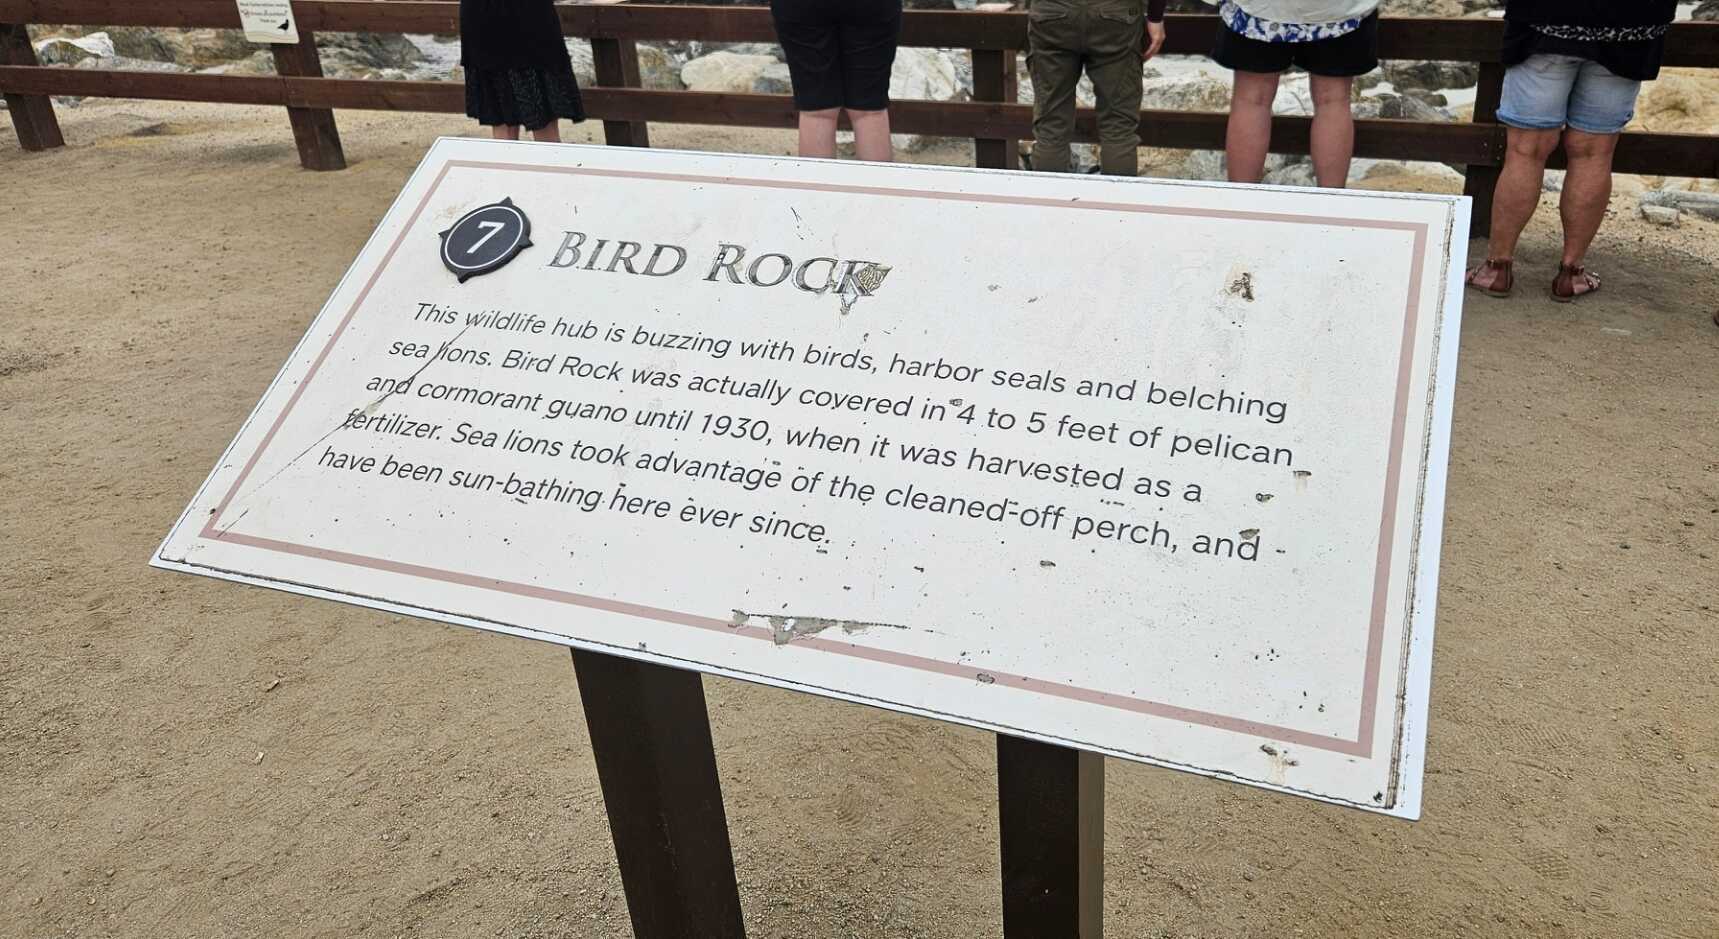 7
BIRD ROCK
This wildlife hub is buzzing with birds, harbor seals and belching
sea lions. Bird Rock was actually covered in 4 to 5 feet of pelican
and cormorant guano until 1930, when it was harvested as a
fertilizer. Sea lions took advantage of the cleaned-off perch, and
have been sun-bathing here ever since.